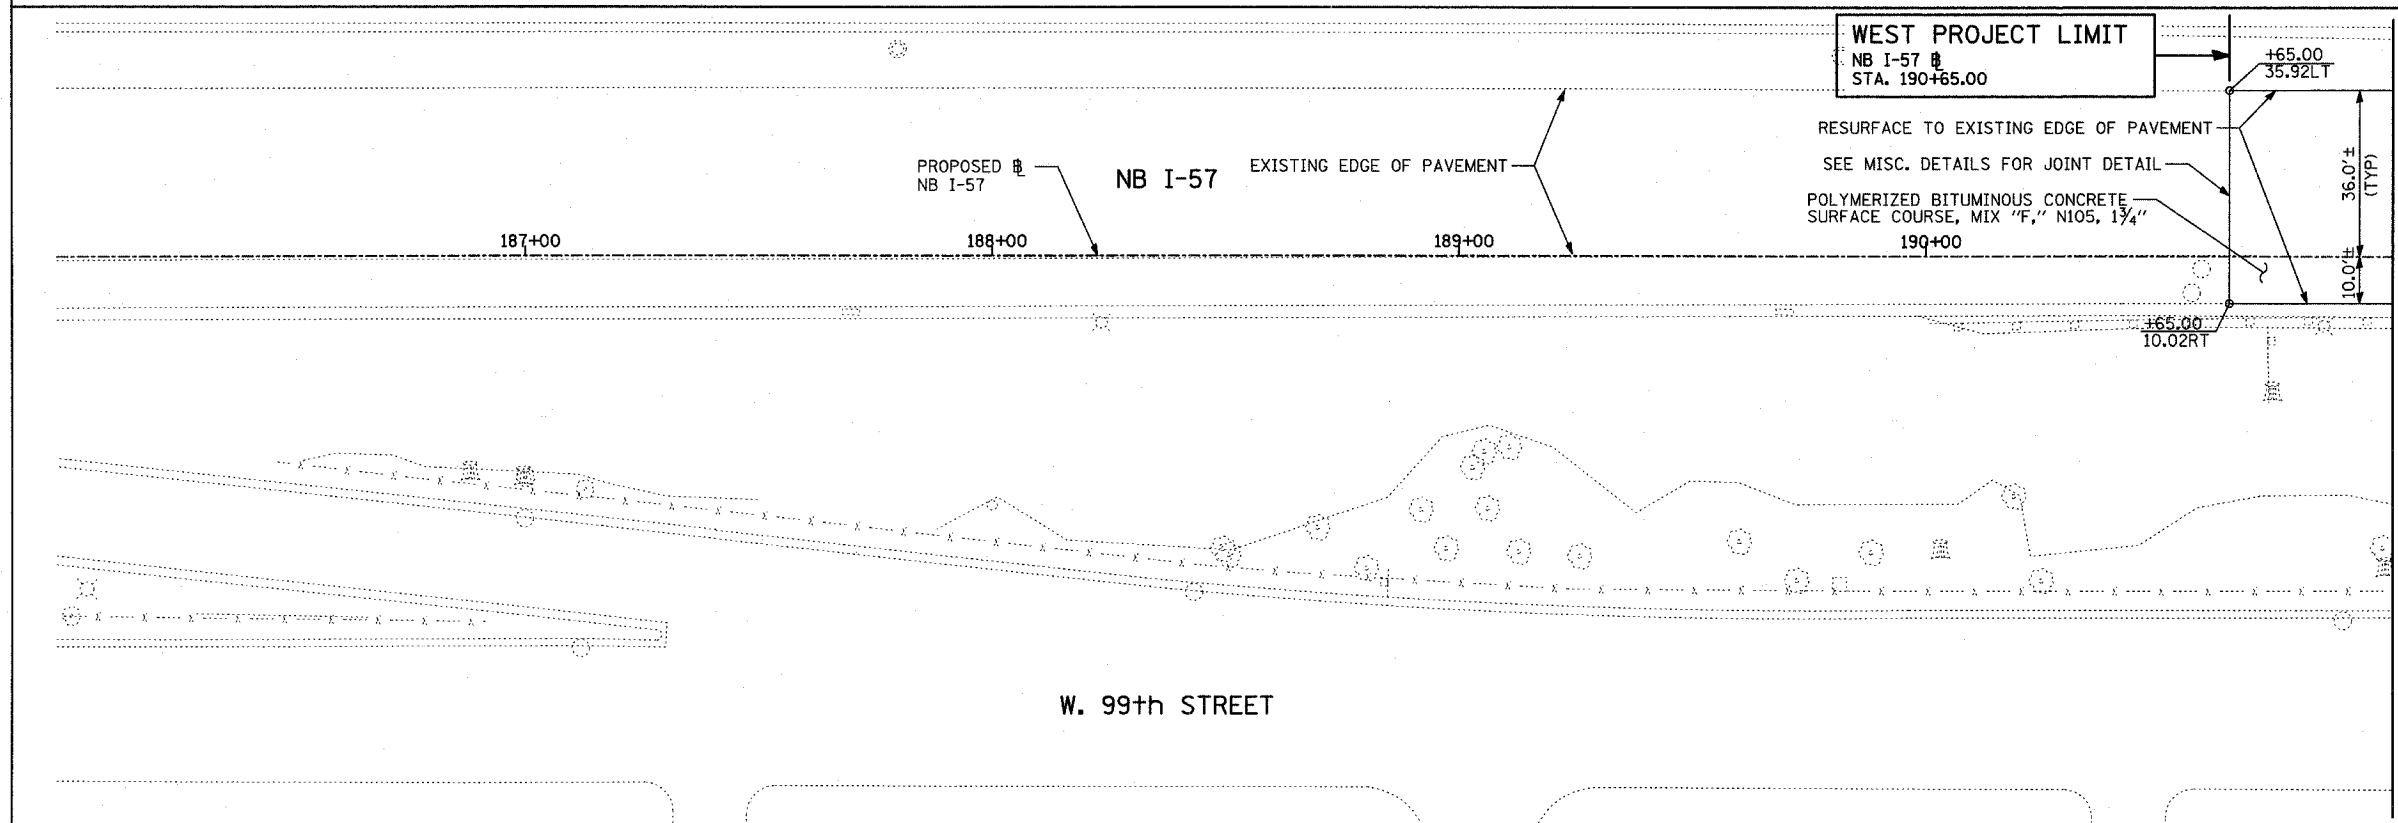 WEST PROJECT LIMIT
NB I-57 ℄
STA. 190+65.00
+65.00
35.92LT
RESURFACE TO EXISTING EDGE OF PAVEMENT
36.0'±
(TYP)
PROPOSED ℄
NB I-57
NB I-57
EXISTING EDGE OF PAVEMENT
SEE MISC. DETAILS FOR JOINT DETAIL
POLYMERIZED BITUMINOUS CONCRETE
SURFACE COURSE, MIX "F," N105, 1¾"
187+00
188+00
189+00
190+00
10.0'±
+65.00
10.02RT
W. 99th STREET